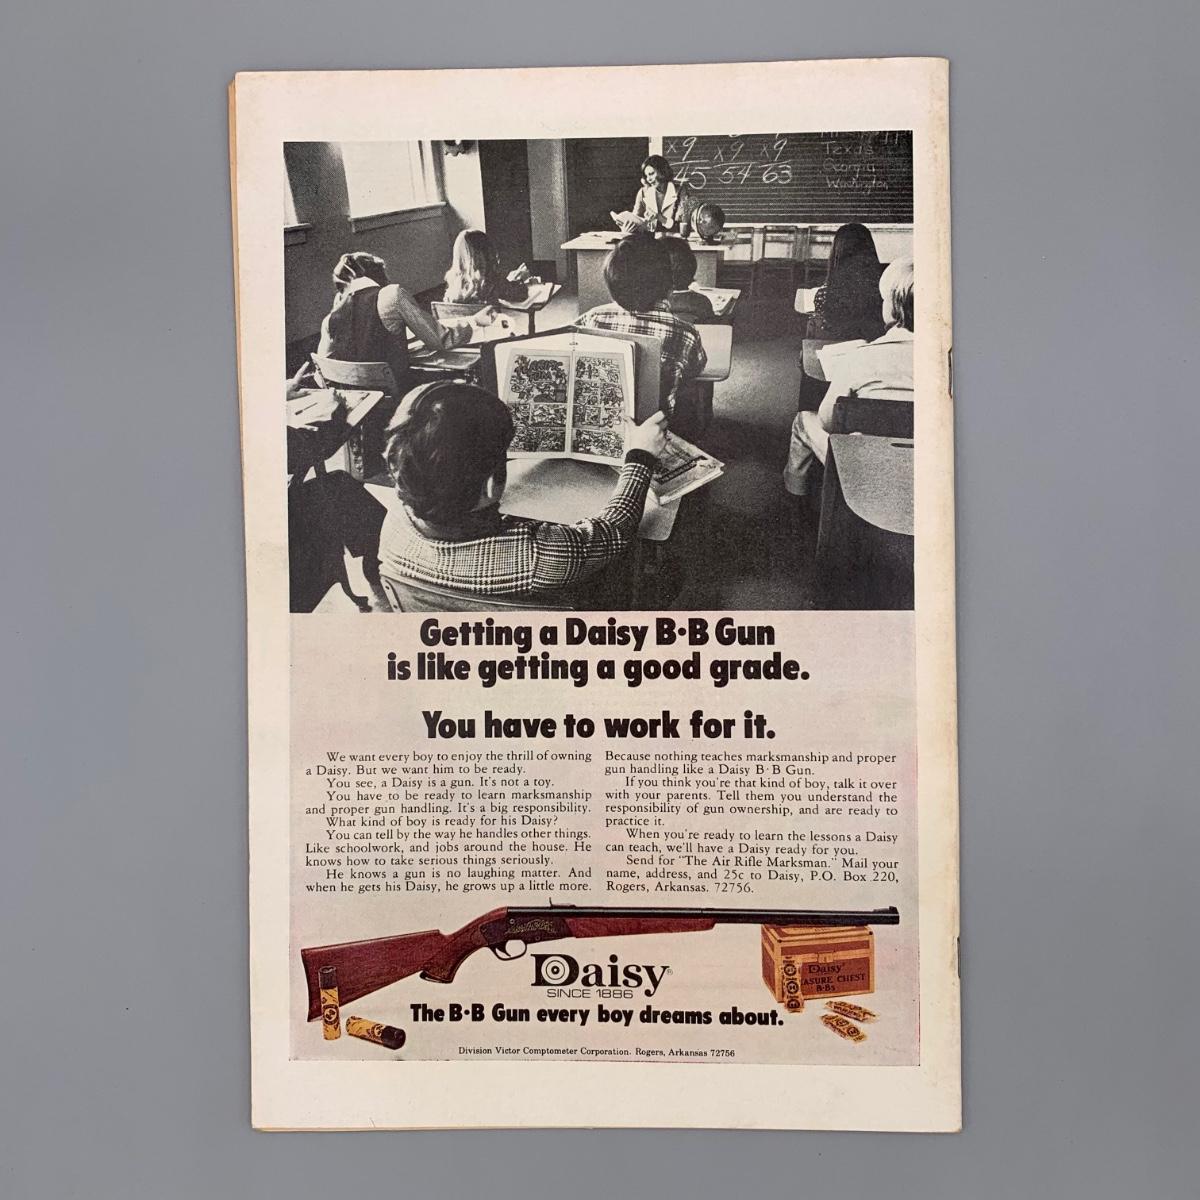 x9 x9 x9
45 54 63
Texas
Georgia
Washington
Getting a Daisy B·B Gun
is like getting a good grade.
You have to work for it.
We want every boy to enjoy the thrill of owning
a Daisy. But we want him to be ready.
You see, a Daisy is a gun. It's not a toy.
You have to be ready to learn marksmanship
and proper gun handling. It's a big responsibility.
What kind of boy is ready for his Daisy?
You can tell by the way he handles other things.
Like schoolwork, and jobs around the house. He
knows how to take serious things seriously.
He knows a gun is no laughing matter. And
when he gets his Daisy, he grows up a little more.
Because nothing teaches marksmanship and proper
gun handling like a Daisy B·B Gun.
If you think you're that kind of boy, talk it over
with your parents. Tell them you understand the
responsibility of gun ownership, and are ready to
practice it.
When you're ready to learn the lessons a Daisy
can teach, we'll have a Daisy ready for you.
Send for "The Air Rifle Marksman." Mail your
name, address, and 25c to Daisy, P.O. Box 220,
Rogers, Arkansas. 72756.
Daisy
ASURE CHEST
B·Bs
Daisy®
SINCE 1886
The B·B Gun every boy dreams about.
Division Victor Comptometer Corporation. Rogers, Arkansas 72756